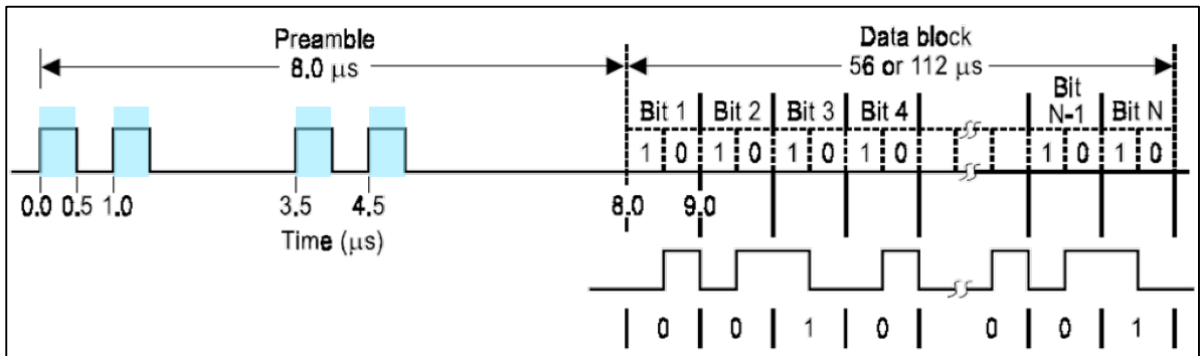 Preamble
8.0 μs
Data block
56 or 112 μs
Bit 1 Bit 2 Bit 3 Bit 4 Bit N-1 Bit N
1 0 1 0 1 0 1 0 1 0 1 0
0.0 0.5 1.0 3.5 4.5 8.0 9.0
Time (μs)
0 0 1 0 0 0 1